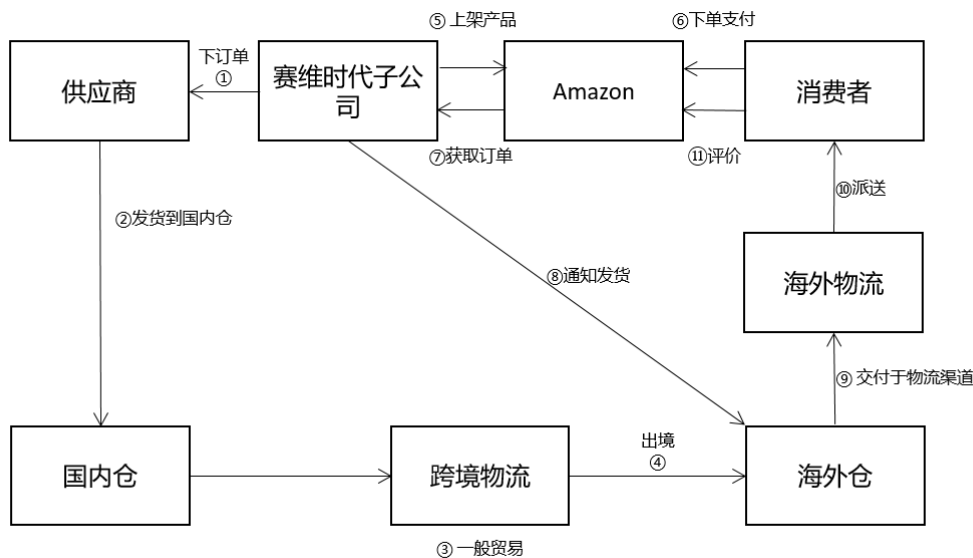 ⑤ 上架产品
⑥下单支付
下订单
①
供应商
赛维时代子公
司
Amazon
消费者
⑦获取订单
⑪评价
⑩派送
②发货到国内仓
⑧通知发货
海外物流
⑨ 交付于物流渠道
出境
④
国内仓
跨境物流
海外仓
③ 一般贸易